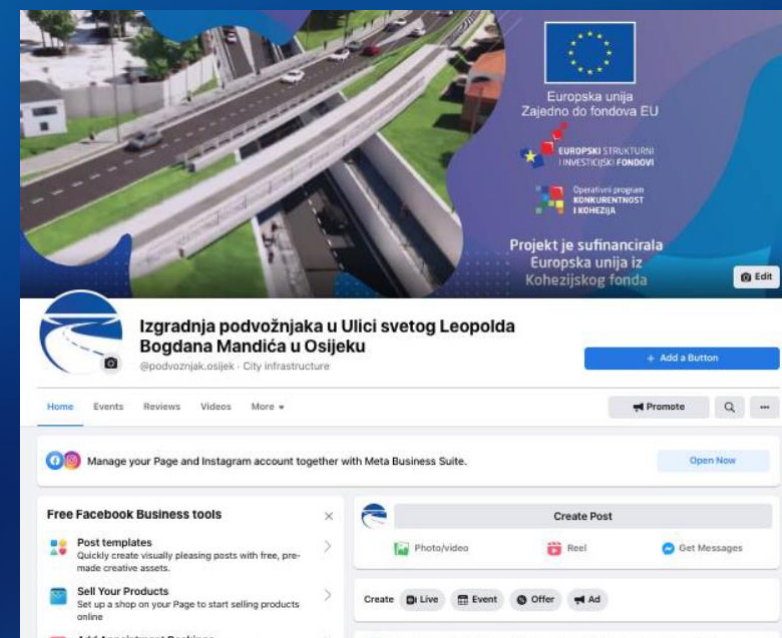 Europska unija
Zajedno do fondova EU
EUROPSKI STRUKTURNI
I INVESTICIJSKI FONDOVI
Operativni program
KONKURENTNOST
I KOHEZIJA
Projekt je sufinancirala
Europska unija iz
Kohezijskog fonda
Edit
Izgradnja podvožnjaka u Ulici svetog Leopolda
Bogdana Mandića u Osijeku
@podvoznjak.osijek · City infrastructure
+ Add a Button
Home Events Reviews Videos More
Promote
Manage your Page and Instagram account together with Meta Business Suite.
Open Now
Free Facebook Business tools
Post templates
Quickly create visually pleasing posts with free, pre-
made creative assets.
Sell Your Products
Set up a shop on your Page to start selling products
online
Add Appointment Bookings
Create Post
Photo/video Reel Get Messages
Create Live Event Offer Ad